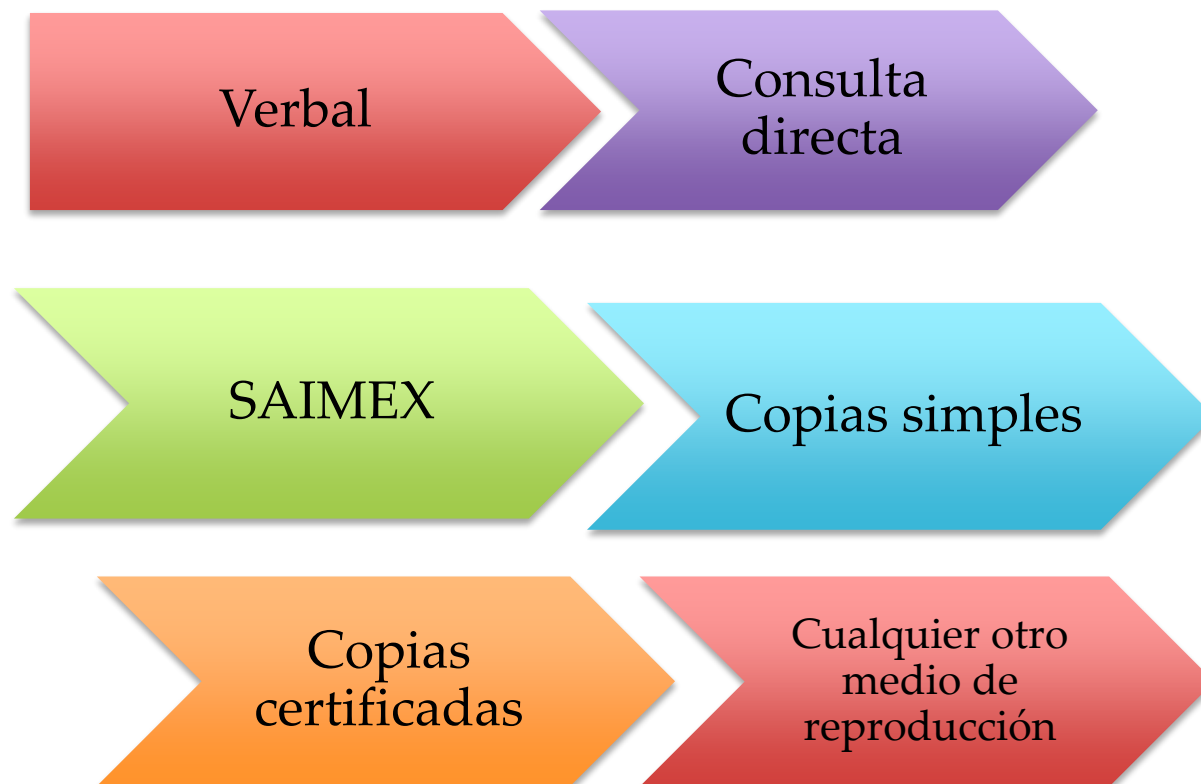 Verbal
Consulta
directa
SAIMEX
Copias simples
Copias
certificadas
Cualquier otro
medio de
reproducción